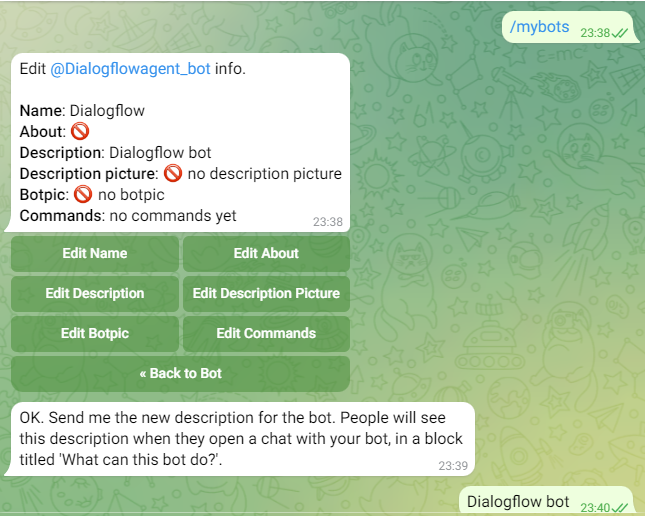 /mybots 23:38
Edit @Dialogflowagent_bot info.
Name: Dialogflow
About: 🚫
Description: Dialogflow bot
Description picture: 🚫 no description picture
Botpic: 🚫 no botpic
Commands: no commands yet
23:38
Edit Name Edit About
Edit Description Edit Description Picture
Edit Botpic Edit Commands
« Back to Bot
OK. Send me the new description for the bot. People will see
this description when they open a chat with your bot, in a block
titled 'What can this bot do?'.
23:39
Dialogflow bot 23:40
E=mc²